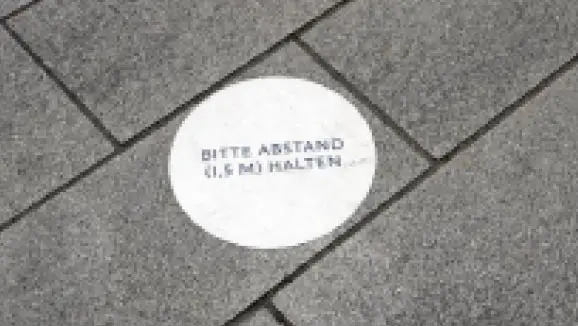 BITTE ABSTAND
(1,5 M) HALTEN